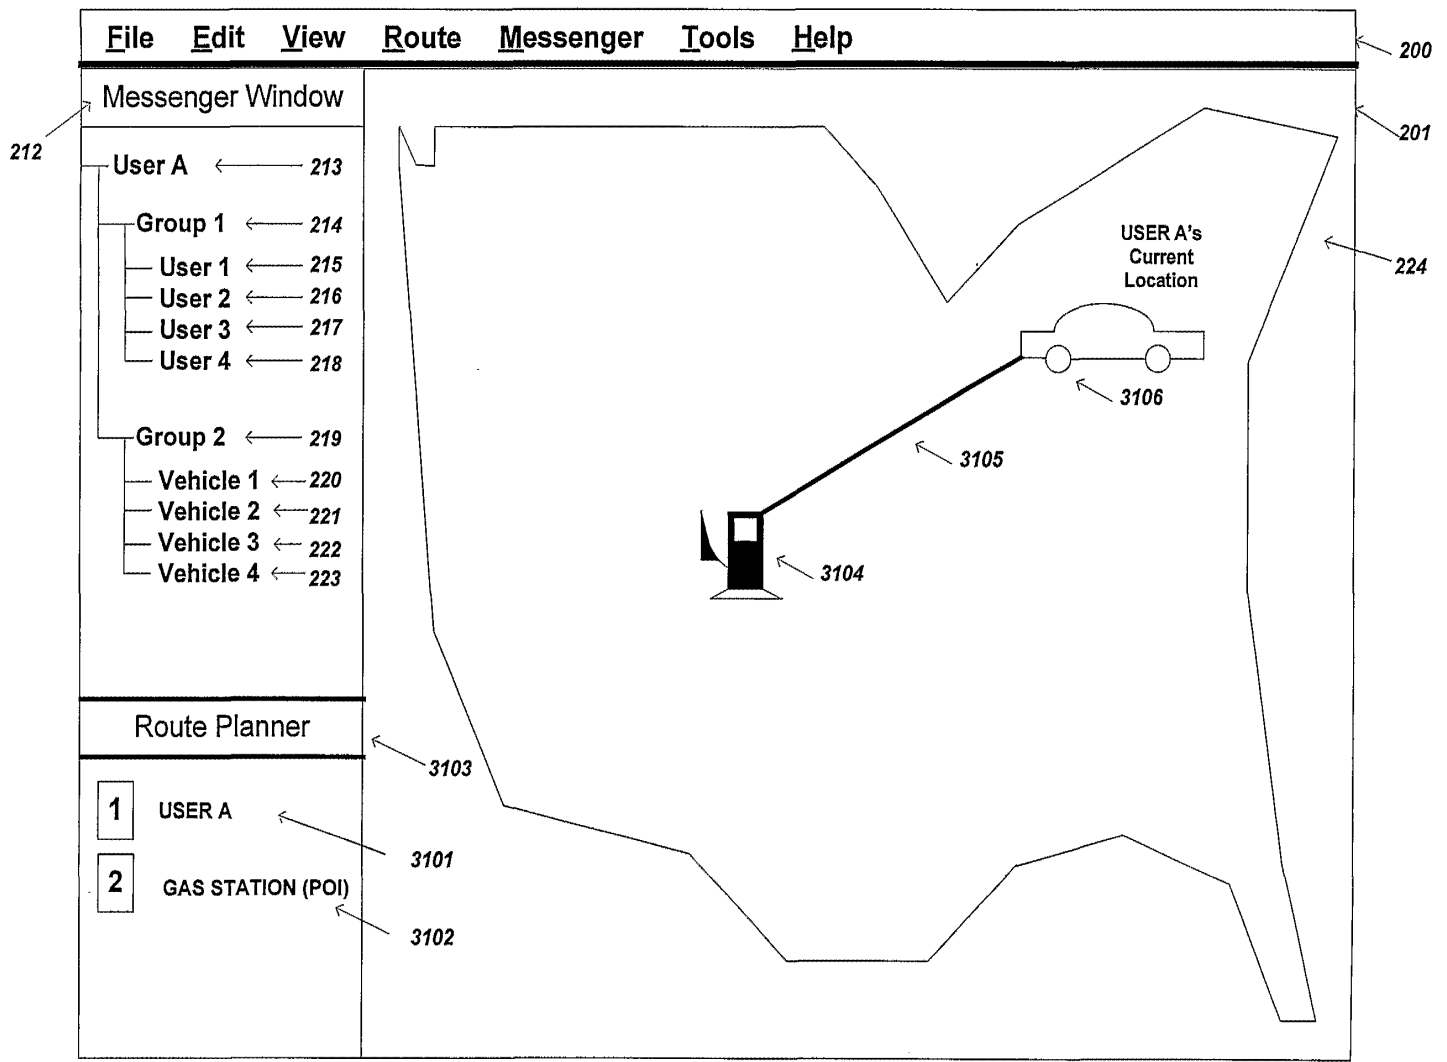 File Edit View Route Messenger Tools Help
200
Messenger Window
201
212
User A 213
Group 1 214
User 1 215
User 2 216
User 3 217
User 4 218
Group 2 219
Vehicle 1 220
Vehicle 2 221
Vehicle 3 222
Vehicle 4 223
USER A's
Current
Location
224
3106
3105
3104
Route Planner
3103
1 USER A
3101
2 GAS STATION (POI)
3102